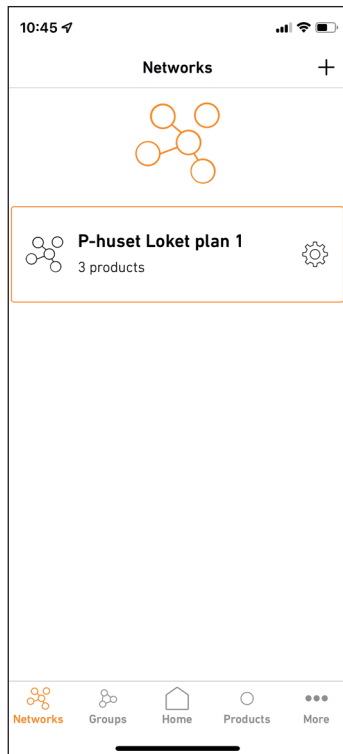 10:45
Networks
P-huset Loket plan 1
3 products
Networks Groups Home Products More